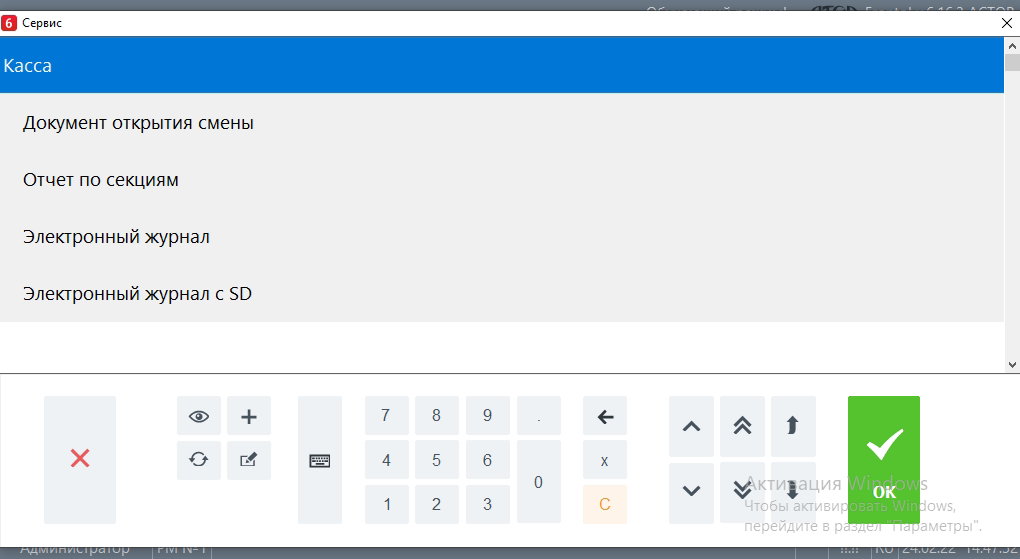 6 Сервис
Касса
Документ открытия смены
Отчет по секциям
Электронный журнал
Электронный журнал с SD
7 8 9 .
4 5 6 x
0
1 2 3 C
OK
Активация Windows
Чтобы активировать Windows,
перейдите в раздел "Параметры".
Администратор РМ №1 RU 24.02.22 14:47:52